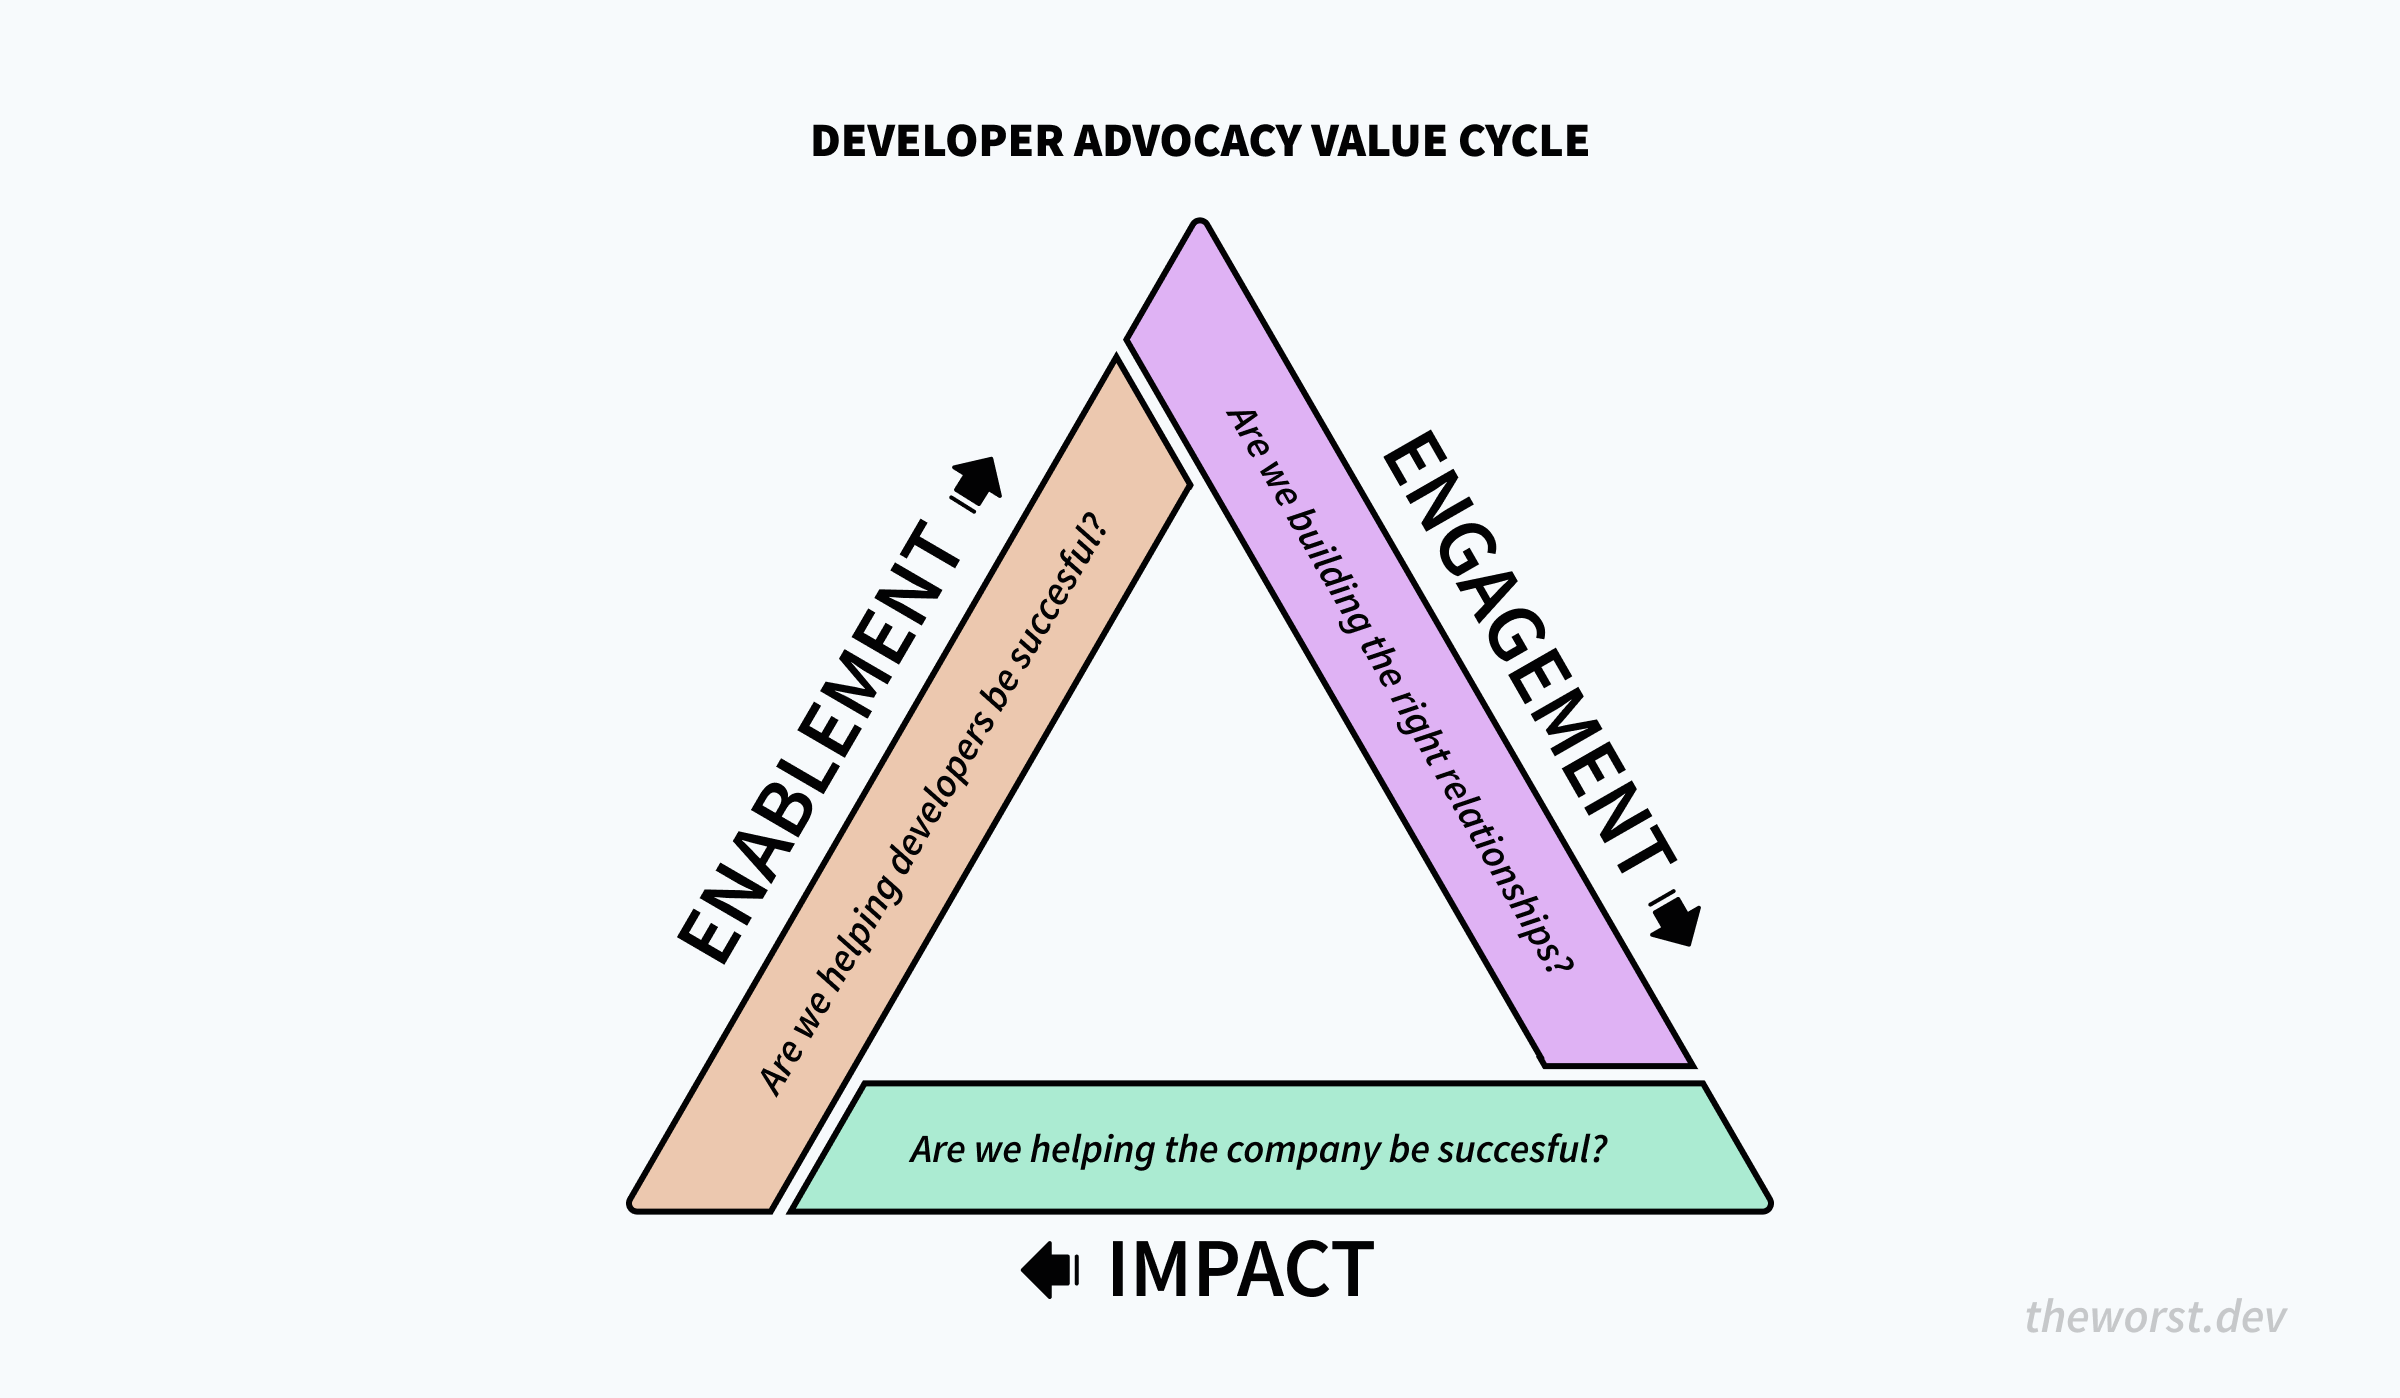 DEVELOPER ADVOCACY VALUE CYCLE
ENABLEMENT
Are we helping developers be succesful?
ENGAGEMENT
Are we building the right relationships?
Are we helping the company be succesful?
IMPACT
theworst.dev